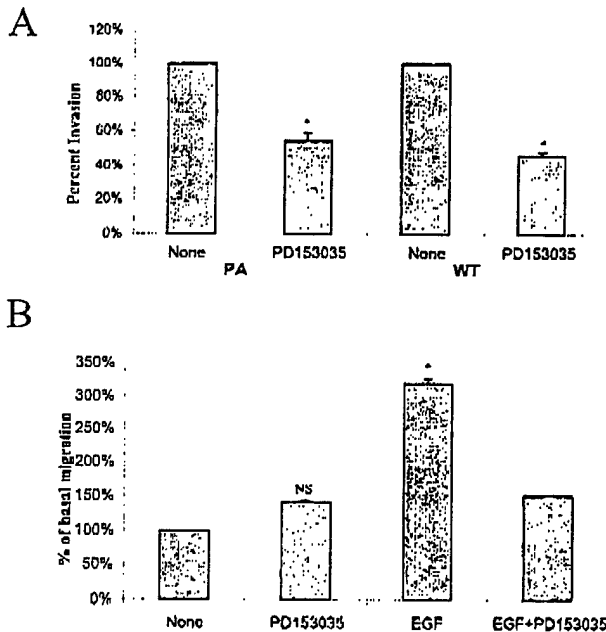 A
120%
100%
80%
60%
40%
20%
0%
Percent Invasion
*
*
None PD153035 None PD153035
PA WT
B
350%
300%
250%
200%
150%
100%
50%
0%
% of basal migration
NS
*
None PD153035 EGF EGF+PD153035